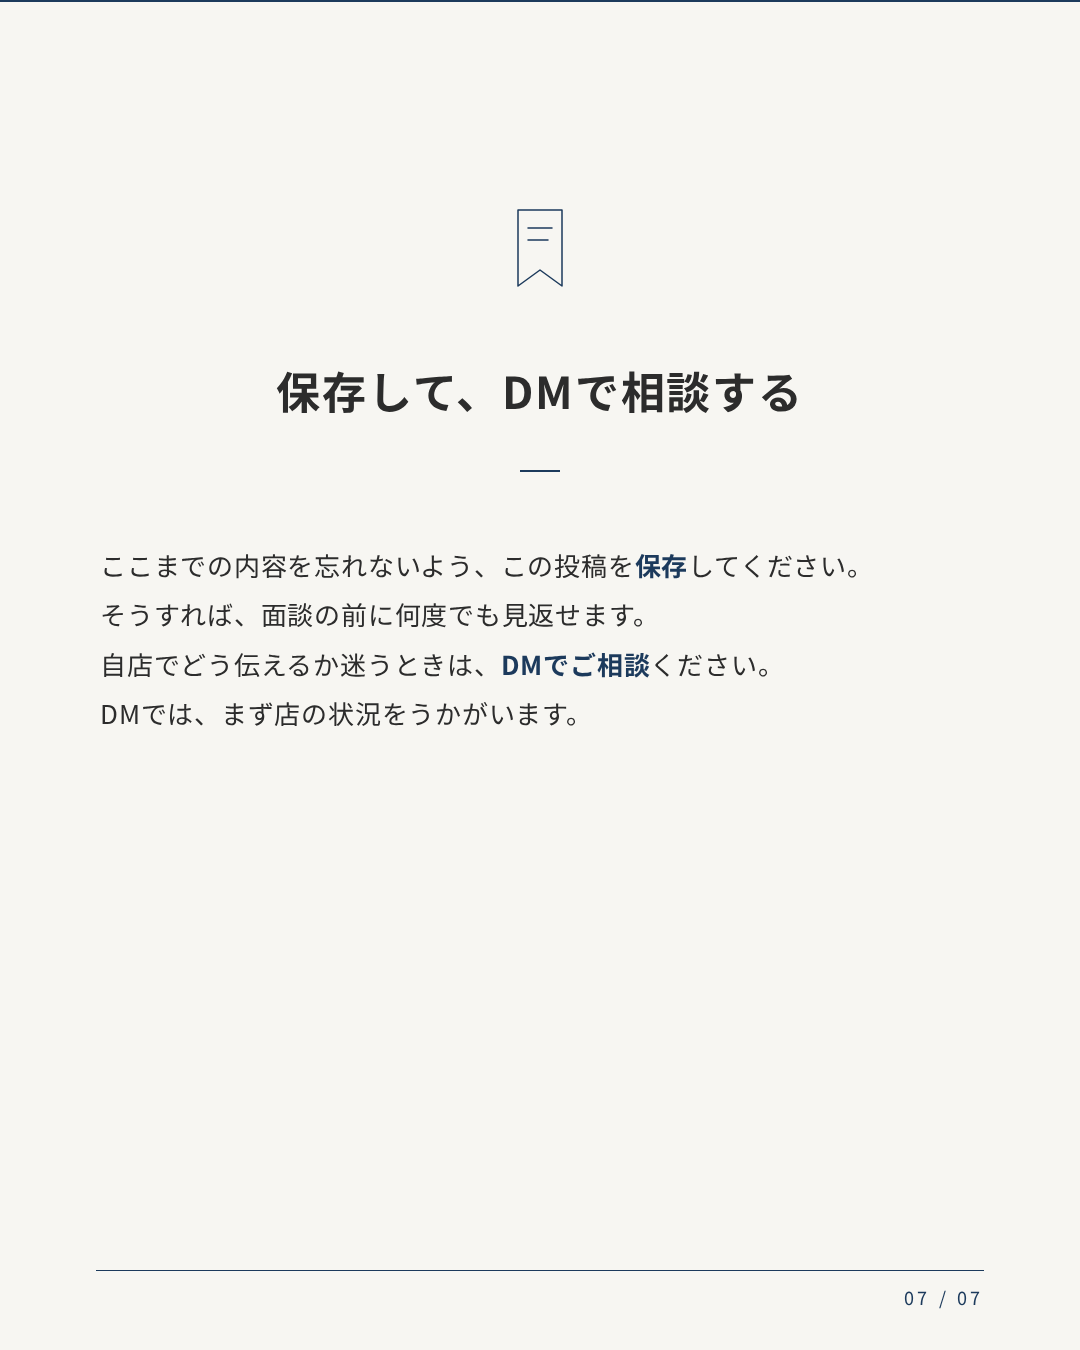 保存して、DMで相談する
ここまでの内容を忘れないよう、この投稿を保存してください。
そうすれば、面談の前に何度でも見返せます。
自店でどう伝えるか迷うときは、DMでご相談ください。
DMでは、まず店の状況をうかがいます。
07 / 07